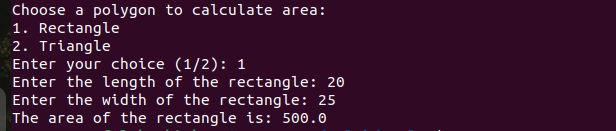 Choose a polygon to calculate area:
1. Rectangle
2. Triangle
Enter your choice (1/2): 1
Enter the length of the rectangle: 20
Enter the width of the rectangle: 25
The area of the rectangle is: 500.0